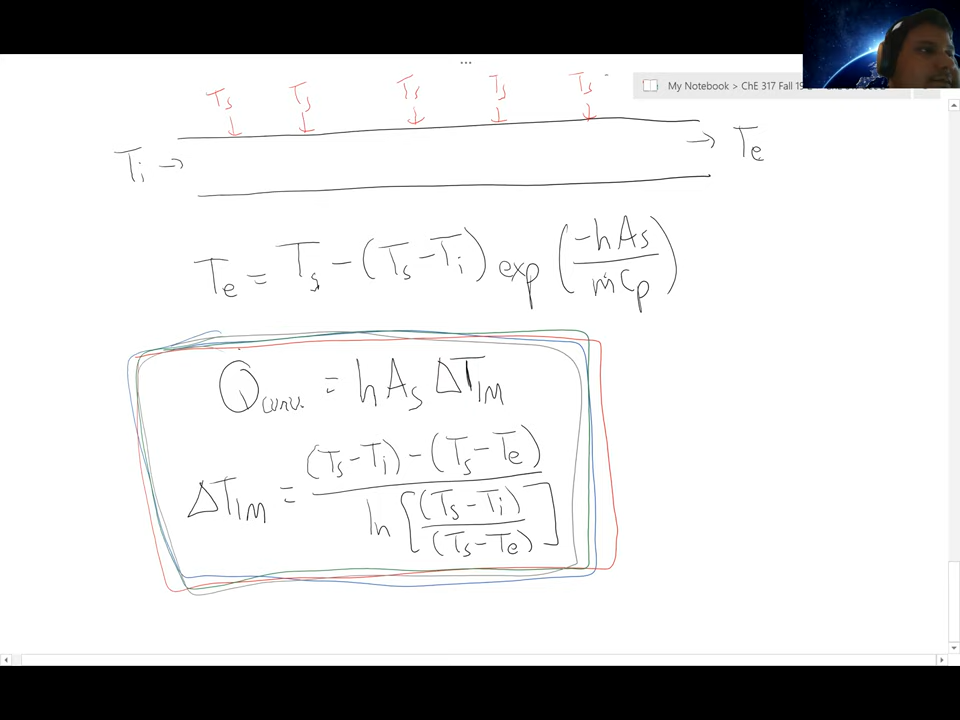 ...
My Notebook > ChE 317 Fall 19
Ts Ts Ts Ts Ts
Ti → → Te
Te = Ts − (Ts − Ti) exp (−hAs / ṁCp)
Qconv. = hAs ΔTlm
ΔTlm = (Ts − Ti) − (Ts − Te) / ln [(Ts − Ti) / (Ts − Te)]